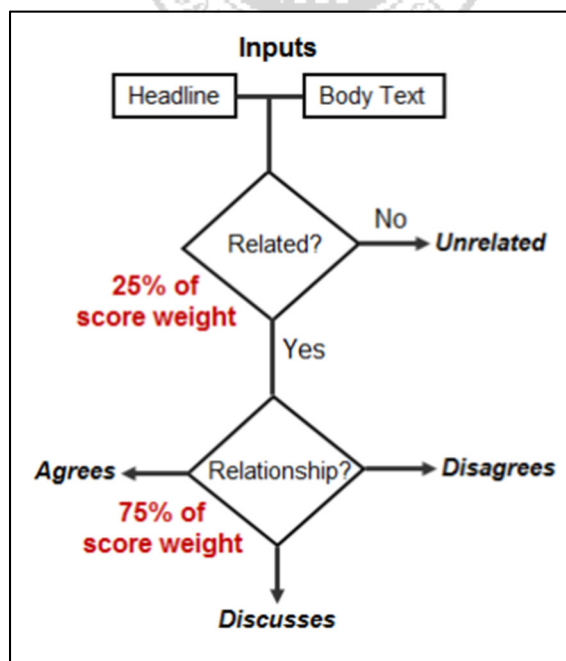 Inputs
Headline
Body Text
Related?
No
Unrelated
25% of
score weight
Yes
Agrees
Relationship?
Disagrees
75% of
score weight
Discusses